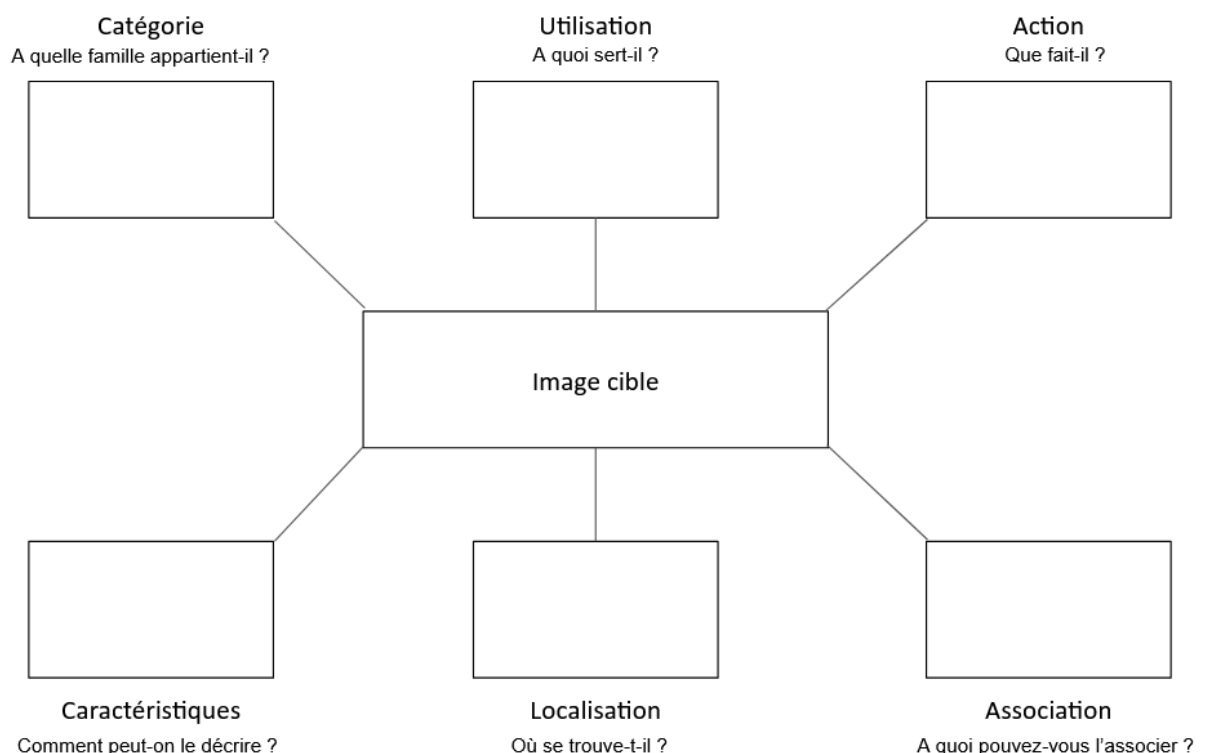 Catégorie
A quelle famille appartient-il ?
Utilisation
A quoi sert-il ?
Action
Que fait-il ?
Image cible
Caractéristiques
Comment peut-on le décrire ?
Localisation
Où se trouve-t-il ?
Association
A quoi pouvez-vous l'associer ?